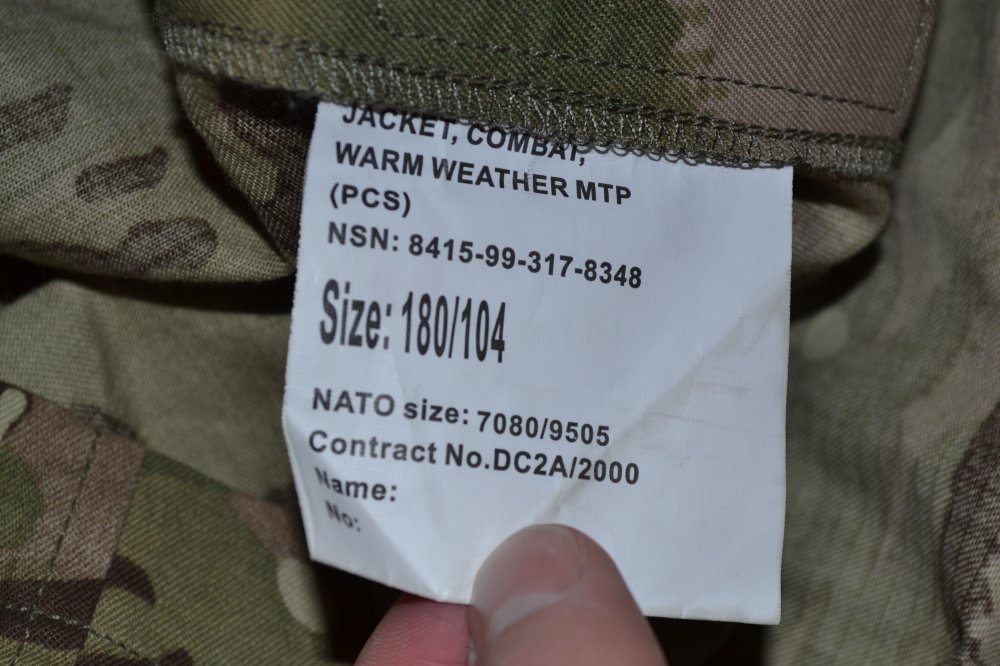 JACKET, COMBAT,
WARM WEATHER MTP
(PCS)
NSN: 8415-99-317-8348
Size: 180/104
NATO size: 7080/9505
Contract No.DC2A/2000
Name:
No: